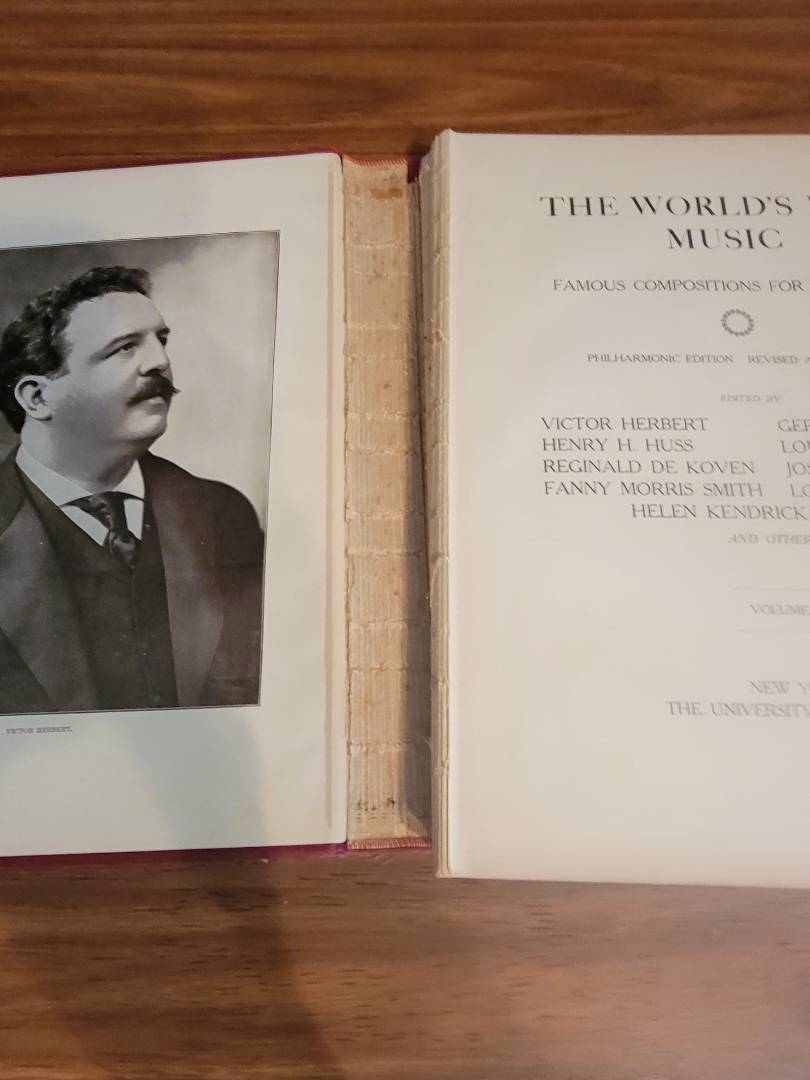 VICTOR HERBERT.
THE WORLD'S
MUSIC
FAMOUS COMPOSITIONS FOR
PHILHARMONIC EDITION REVISED
EDITED BY
VICTOR HERBERT
HENRY H. HUSS
REGINALD DE KOVEN
FANNY MORRIS SMITH
HELEN KENDRICK
AND OTHER
VOLUME
NEW
THE UNIVERSITY